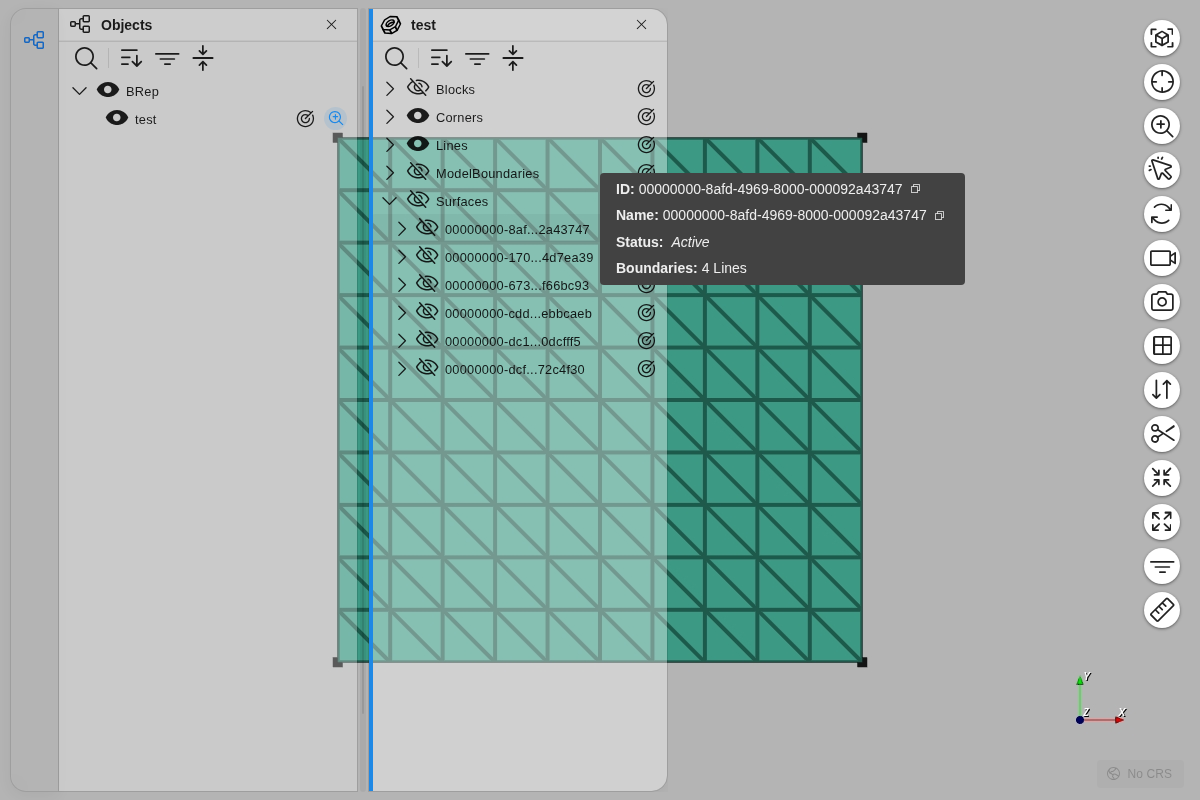 Objects
test
BRep
test
Blocks
Corners
Lines
ModelBoundaries
Surfaces
00000000-8af...2a43747
00000000-170...4d7ea39
00000000-673...f66bc93
00000000-cdd...ebbcaeb
00000000-dc1...0dcfff5
00000000-dcf...72c4f30
ID: 00000000-8afd-4969-8000-000092a43747
Name: 00000000-8afd-4969-8000-000092a43747
Status: Active
Boundaries: 4 Lines
Y
Z
X
No CRS